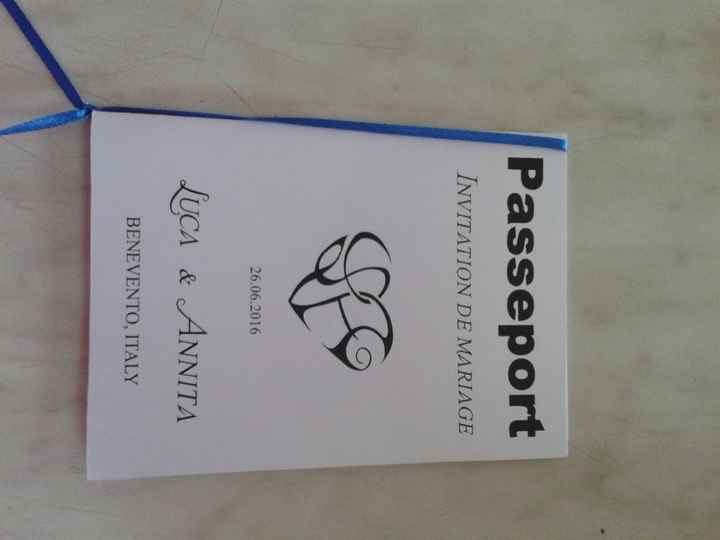 Passeport
INVITATION DE MARIAGE
26.06.2016
LUCA & ANNITA
BENEVENTO, ITALY